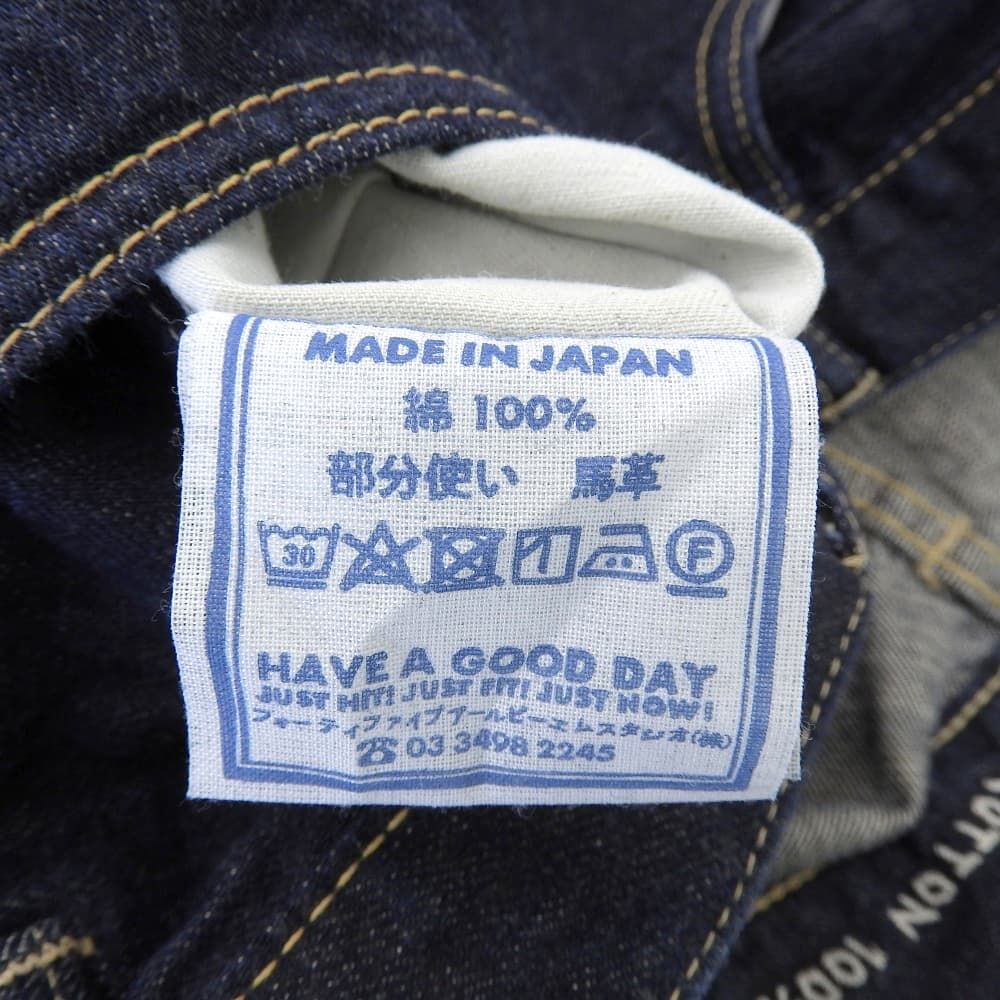 MADE IN JAPAN
綿 100%
部分使い 馬革
30 F
HAVE A GOOD DAY
JUST HIT! JUST FIT! JUST NOW!
フォーティファイブアールピーエムスタジオ(株)
☎ 03 3498 2245
UTTON 100%